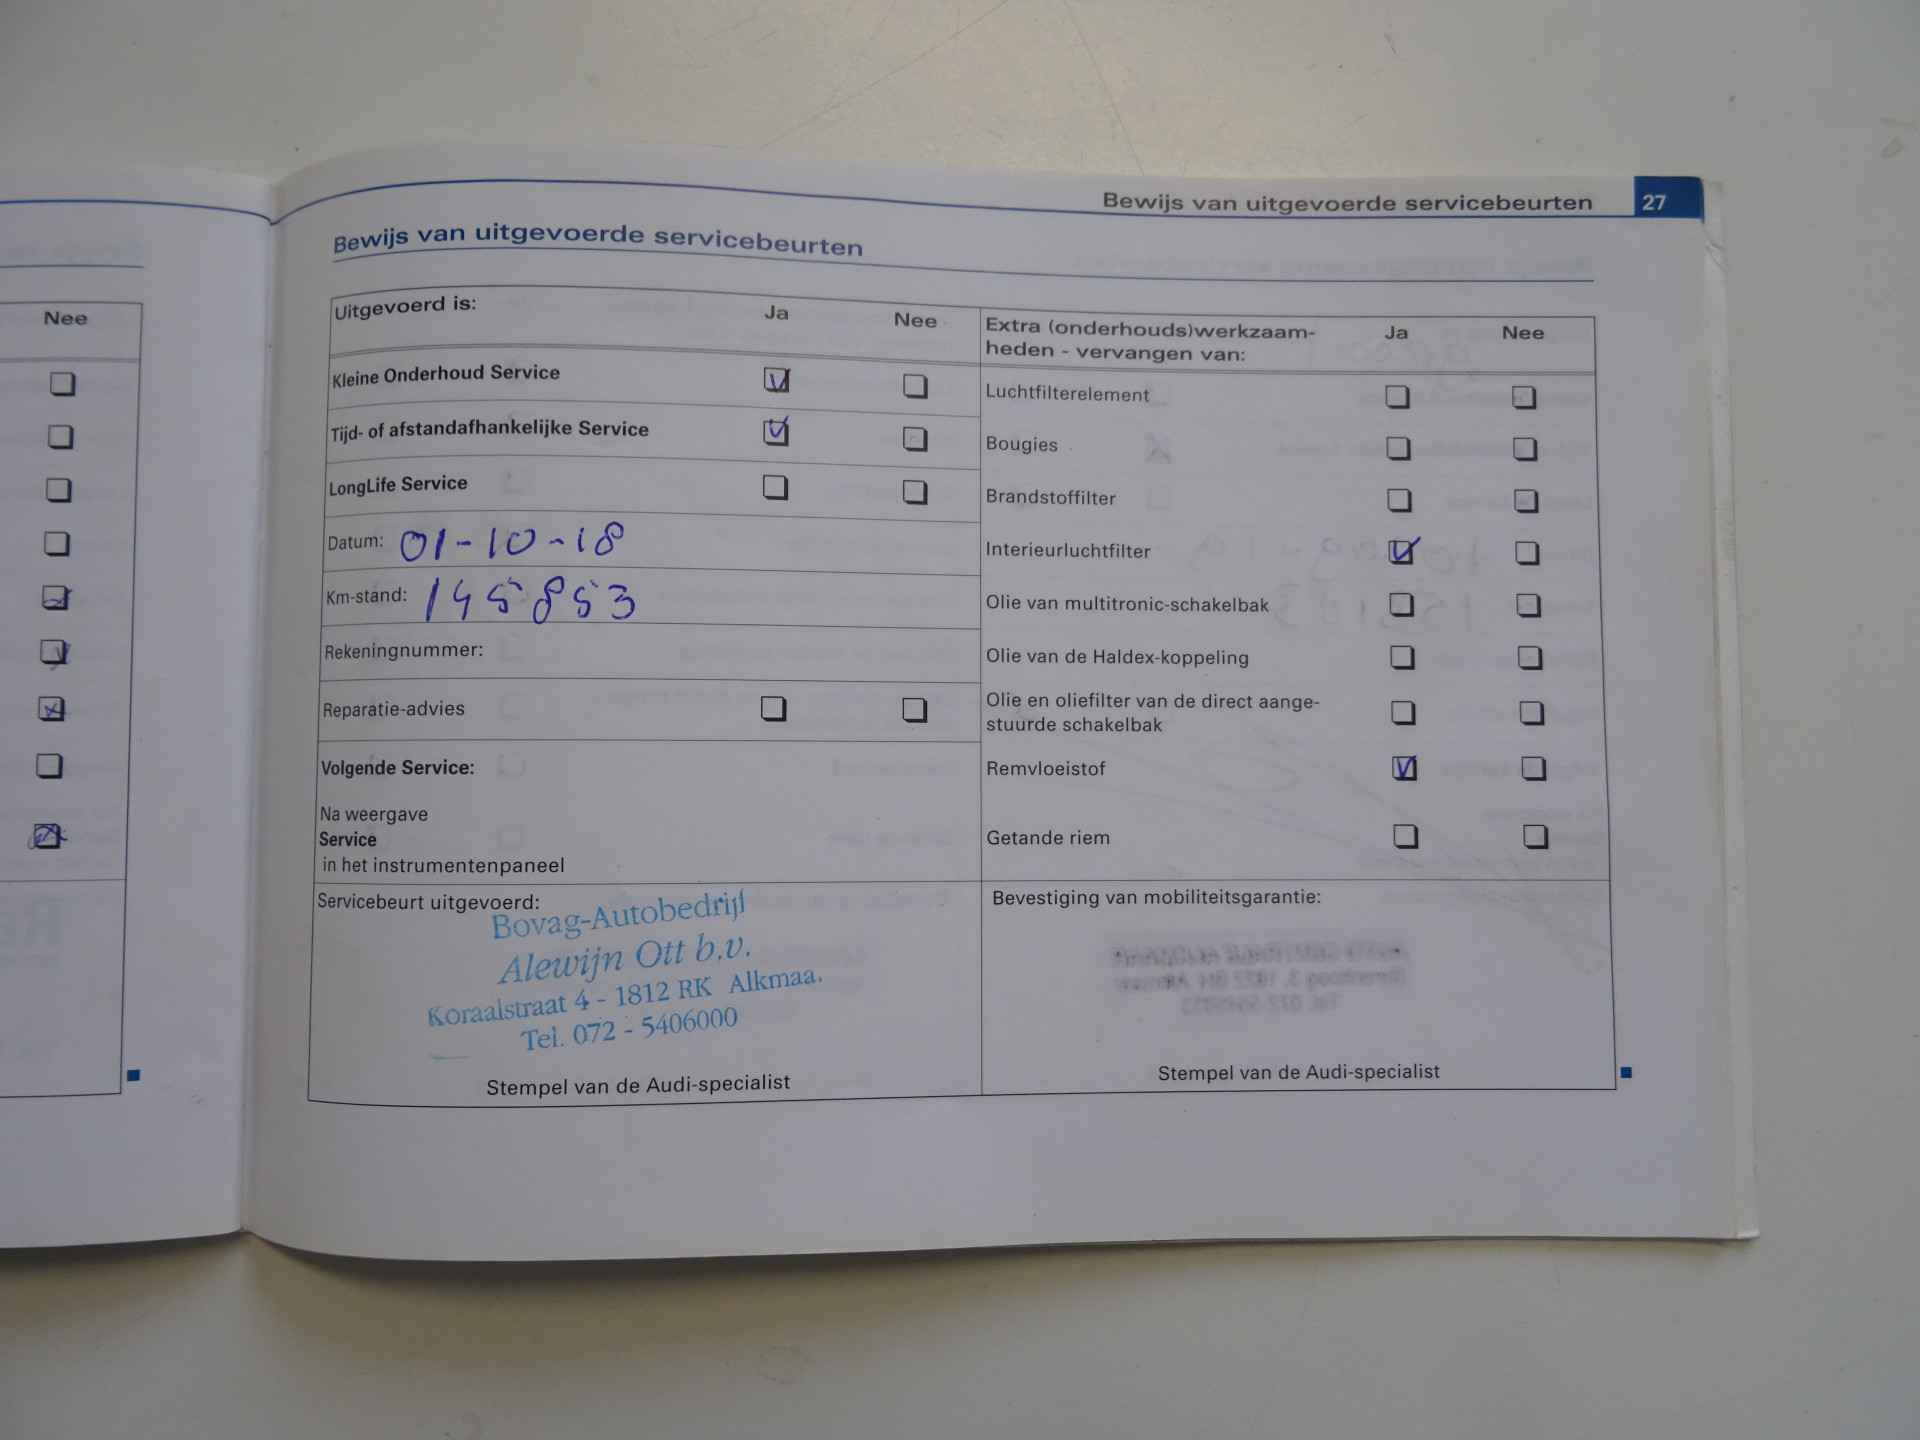 Nee
Bewijs van uitgevoerde servicebeurten 27
Bewijs van uitgevoerde servicebeurten
Uitgevoerd is: Ja Nee
Kleine Onderhoud Service
Tijd- of afstandafhankelijke Service
LongLife Service
Datum: 01-10-18
Km-stand: 145853
Rekeningnummer:
Reparatie-advies
Volgende Service:
Na weergave
Service
in het instrumentenpaneel
Extra (onderhouds)werkzaam- Ja Nee
heden - vervangen van:
Luchtfilterelement
Bougies
Brandstoffilter
Interieurluchtfilter
Olie van multitronic-schakelbak
Olie van de Haldex-koppeling
Olie en oliefilter van de direct aange-
stuurde schakelbak
Remvloeistof
Getande riem
Servicebeurt uitgevoerd:
Bovag-Autobedrijf
Alewijn Ott b.v.
Koraalstraat 4 - 1812 RK Alkmaa.
Tel. 072 - 5406000
Stempel van de Audi-specialist
Bevestiging van mobiliteitsgarantie:
Stempel van de Audi-specialist